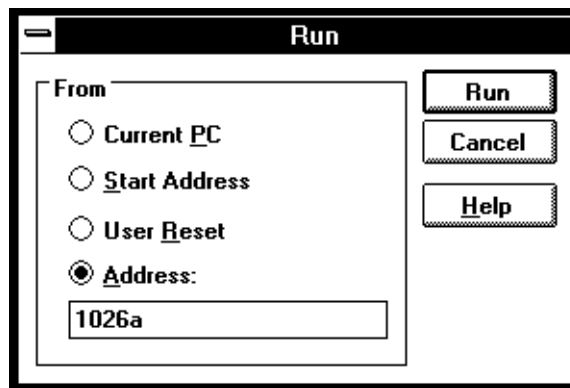 Run
From
Current PC
Start Address
User Reset
Address:
1026a
Run
Cancel
Help